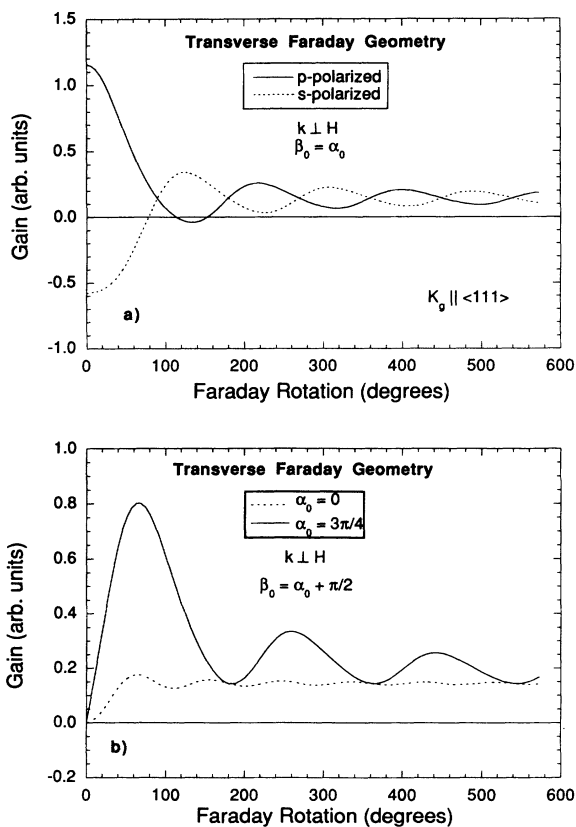 1.5
1.0
0.5
0.0
-0.5
-1.0
Gain (arb. units)
Transverse Faraday Geometry
p-polarized
s-polarized
k ⊥ H
β₀ = α₀
K_g || <111>
a)
0 100 200 300 400 500 600
Faraday Rotation (degrees)
1.0
0.8
0.6
0.4
0.2
0.0
-0.2
Gain (arb. units)
Transverse Faraday Geometry
α₀ = 0
α₀ = 3π/4
k ⊥ H
β₀ = α₀ + π/2
b)
0 100 200 300 400 500 600
Faraday Rotation (degrees)